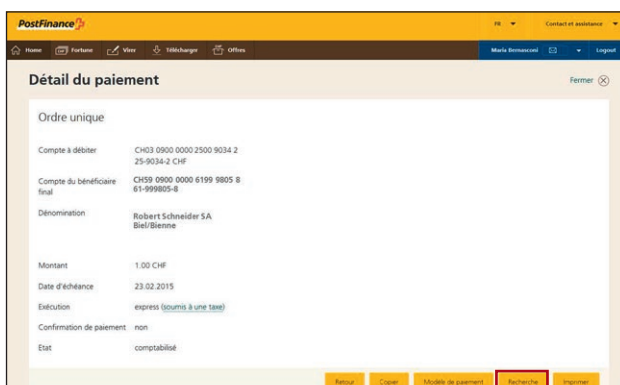 PostFinance
FR Contact et assistance
Home Fortune Virer Télécharger Offres Maria Bernasconi Logout
Détail du paiement Fermer
Ordre unique
Compte à débiter CH03 0900 0000 2500 9034 2
25-9034-2 CHF
Compte du bénéficiaire CH59 0900 0000 6199 9805 8
final 61-999805-8
Dénomination Robert Schneider SA
Biel/Bienne
Montant 1.00 CHF
Date d'échéance 23.02.2015
Exécution express (soumis à une taxe)
Confirmation de paiement non
Etat comptabilisé
Retour Copier Modèle de paiement Recherche Imprimer